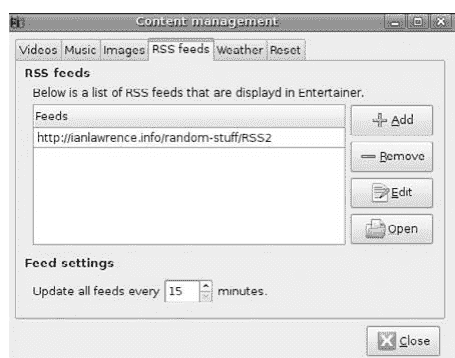 Content management
Videos Music Images RSS feeds Weather Reset
RSS feeds
Below is a list of RSS feeds that are displayd in Entertainer.
Feeds
http://ianlawrence.info/random-stuff/RSS2
Add
Remove
Edit
Open
Feed settings
Update all feeds every 15 minutes.
Close